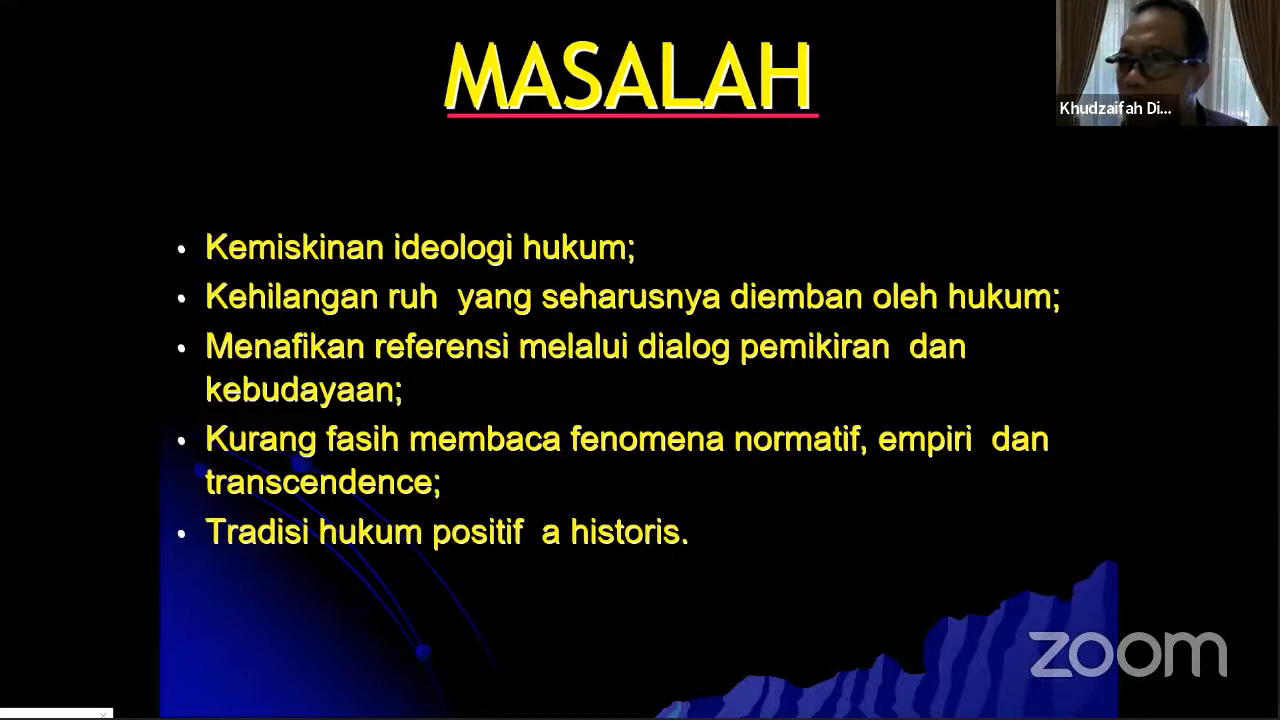 MASALAH
Khudzaifah Di...
• Kemiskinan ideologi hukum;
• Kehilangan ruh  yang seharusnya diemban oleh hukum;
• Menafikan referensi melalui dialog pemikiran  dan
kebudayaan;
• Kurang fasih membaca fenomena normatif, empiri  dan
transcendence;
• Tradisi hukum positif  a historis.
zoom